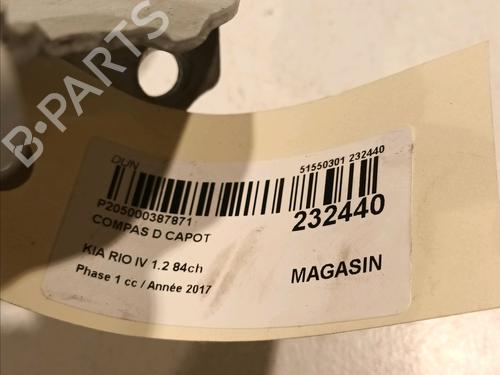 B-PARTS
DUN
51550301 232440
P205000387871
232440
COMPAS D CAPOT
KIA RIO IV 1.2 84ch
MAGASIN
Phase 1 cc / Année 2017